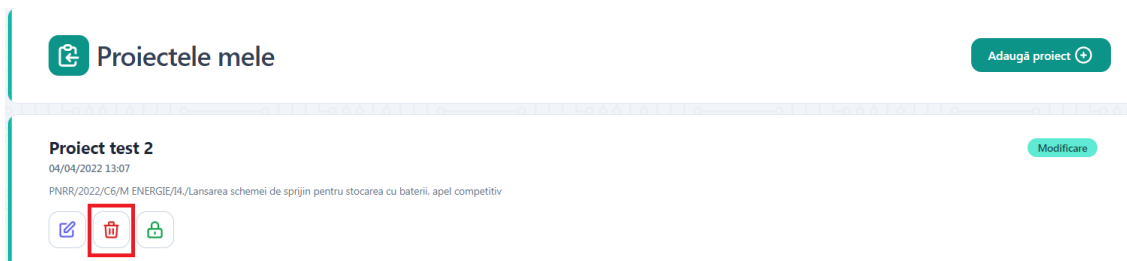 Proiectele mele
Adaugă proiect
Proiect test 2
Modificare
04/04/2022 13:07
PNRR/2022/C6/M ENERGIE/I4./Lansarea schemei de sprijin pentru stocarea cu baterii. apel competitiv